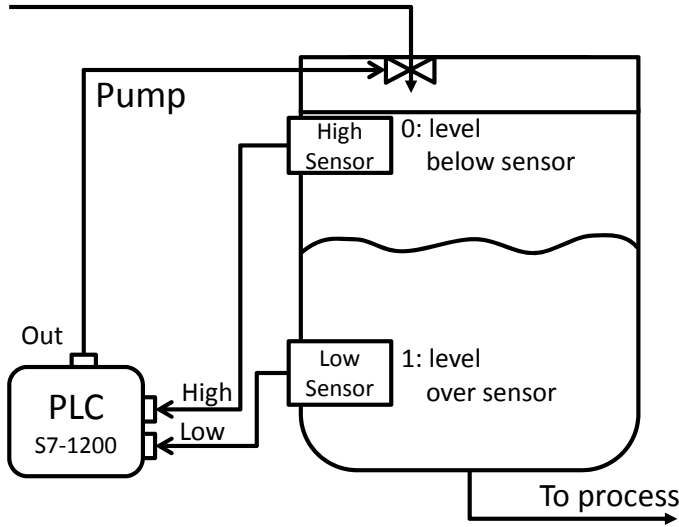 Pump
High
Sensor
0: level
below sensor
Low
Sensor
1: level
over sensor
Out
PLC
S7-1200
High
Low
To process